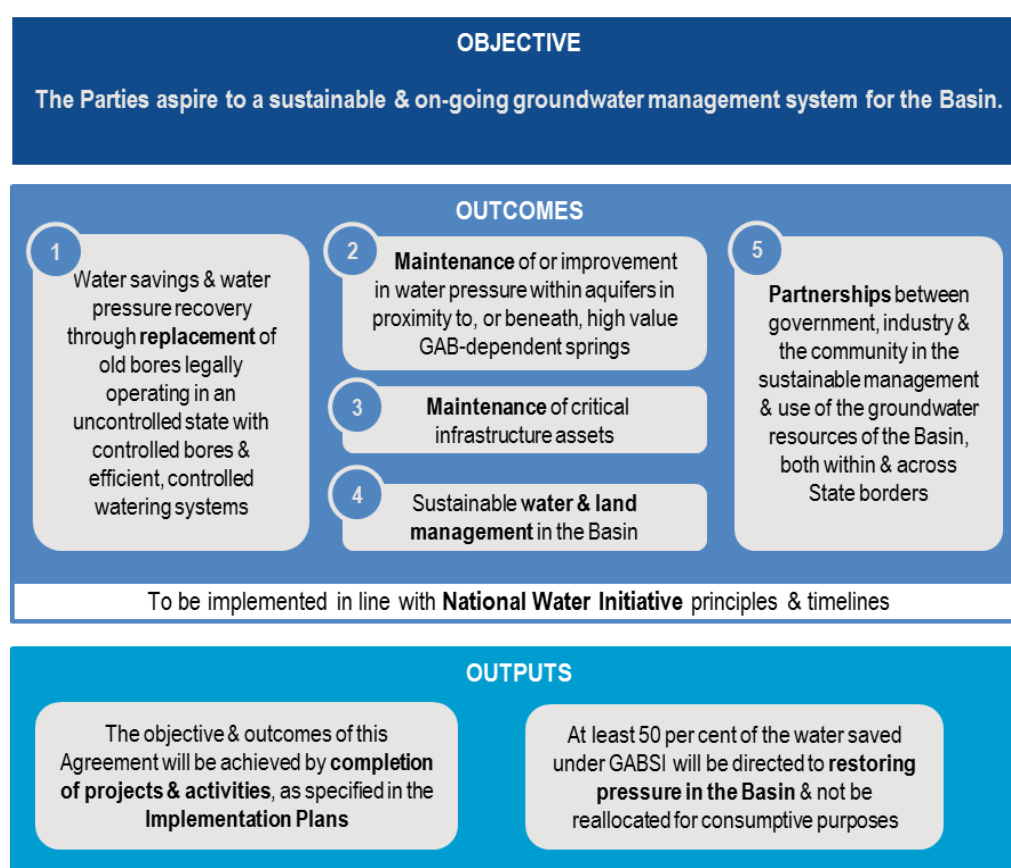 OBJECTIVE
The Parties aspire to a sustainable & on-going groundwater management system for the Basin.
OUTCOMES
1
Water savings & water
pressure recovery
through replacement of
old bores legally
operating in an
uncontrolled state with
controlled bores &
efficient, controlled
watering systems
2
Maintenance of or improvement
in water pressure within aquifers in
proximity to, or beneath, high value
GAB-dependent springs
3
Maintenance of critical
infrastructure assets
4
Sustainable water & land
management in the Basin
5
Partnerships between
government, industry &
the community in the
sustainable management
& use of the groundwater
resources of the Basin,
both within & across
State borders
To be implemented in line with National Water Initiative principles & timelines
OUTPUTS
The objective & outcomes of this
Agreement will be achieved by completion
of projects & activities, as specified in the
Implementation Plans
At least 50 per cent of the water saved
under GABSI will be directed to restoring
pressure in the Basin & not be
reallocated for consumptive purposes